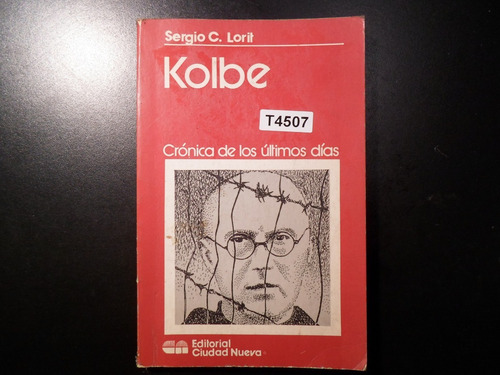 Sergio C. Lorit
Kolbe
T4507
Crónica de los últimos días
Editorial
Ciudad Nueva